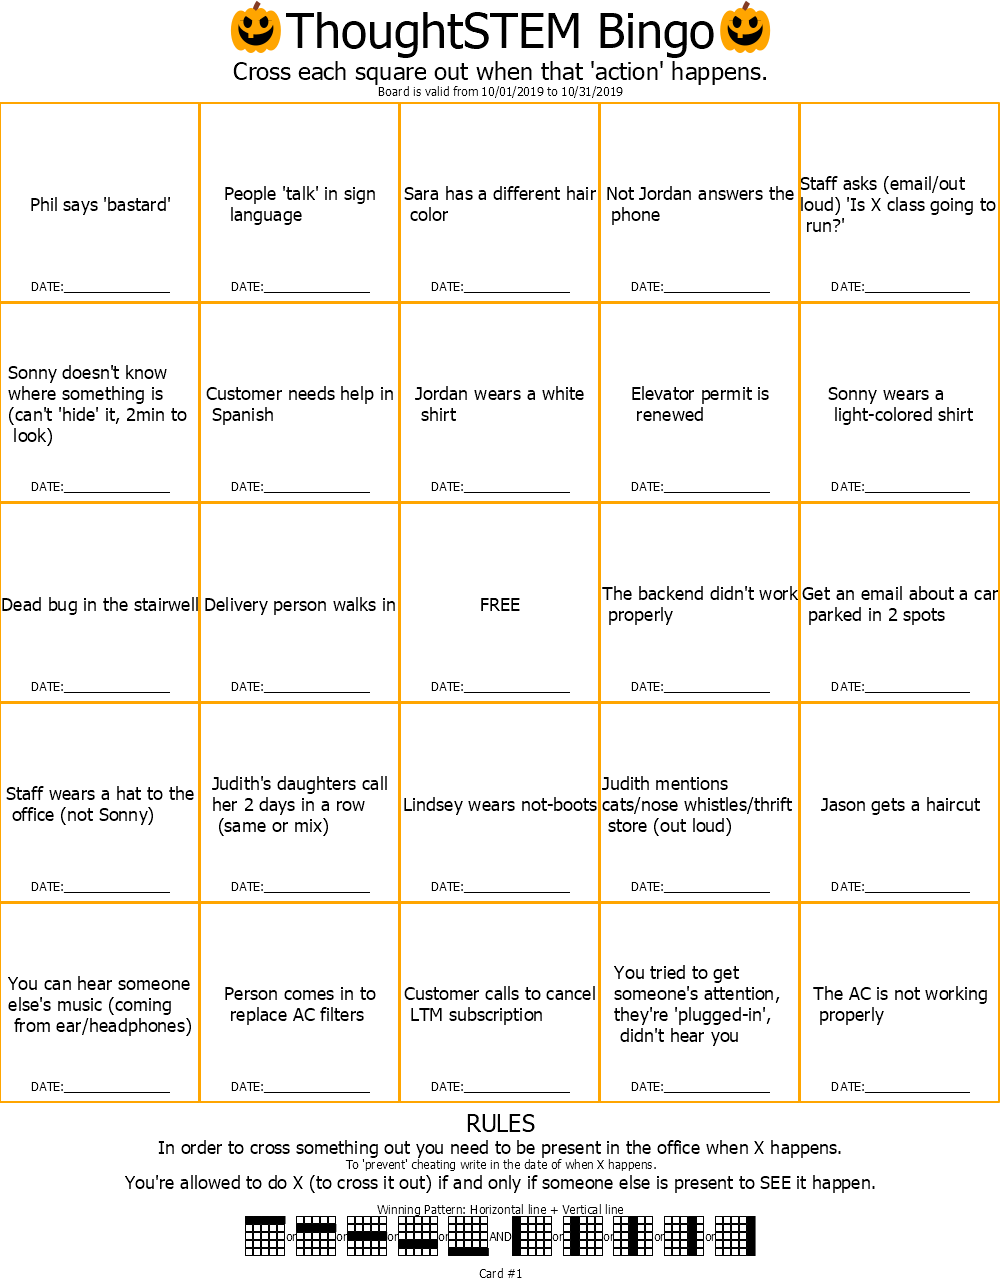 ThoughtSTEM Bingo
Cross each square out when that 'action' happens.
Board is valid from 10/01/2019 to 10/31/2019
Phil says 'bastard'
DATE:_______________
People 'talk' in sign
language
DATE:_______________
Sara has a different hair
color
DATE:_______________
Not Jordan answers the
phone
DATE:_______________
Staff asks (email/out
loud) 'Is X class going to
run?'
DATE:_______________
Sonny doesn't know
where something is
(can't 'hide' it, 2min to
look)
DATE:_______________
Customer needs help in
Spanish
DATE:_______________
Jordan wears a white
shirt
DATE:_______________
Elevator permit is
renewed
DATE:_______________
Sonny wears a
light-colored shirt
DATE:_______________
Dead bug in the stairwell
DATE:_______________
Delivery person walks in
DATE:_______________
FREE
DATE:_______________
The backend didn't work
properly
DATE:_______________
Get an email about a car
parked in 2 spots
DATE:_______________
Staff wears a hat to the
office (not Sonny)
DATE:_______________
Judith's daughters call
her 2 days in a row
(same or mix)
DATE:_______________
Lindsey wears not-boots
DATE:_______________
Judith mentions
cats/nose whistles/thrift
store (out loud)
DATE:_______________
Jason gets a haircut
DATE:_______________
You can hear someone
else's music (coming
from ear/headphones)
DATE:_______________
Person comes in to
replace AC filters
DATE:_______________
Customer calls to cancel
LTM subscription
DATE:_______________
You tried to get
someone's attention,
they're 'plugged-in',
didn't hear you
DATE:_______________
The AC is not working
properly
DATE:_______________
RULES
In order to cross something out you need to be present in the office when X happens.
To 'prevent' cheating write in the date of when X happens.
You're allowed to do X (to cross it out) if and only if someone else is present to SEE it happen.
Winning Pattern: Horizontal line + Vertical line
or or or or AND or or or or
Card #1